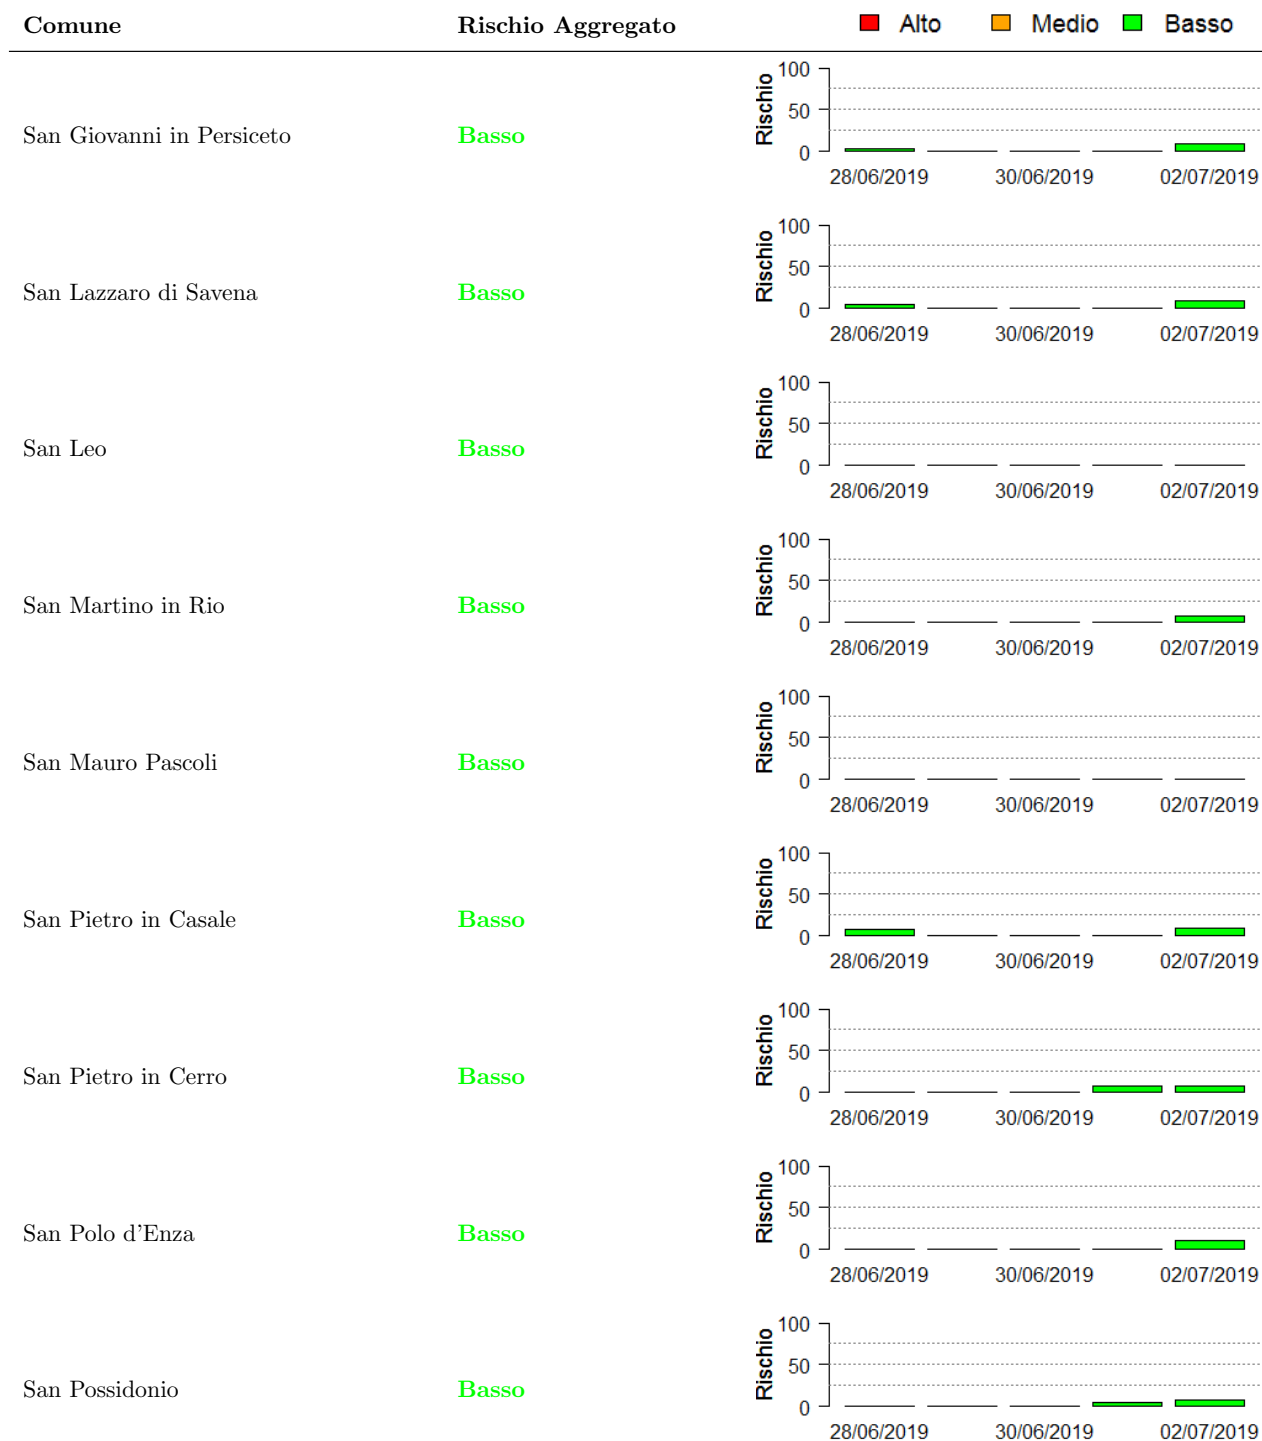 Comune Rischio Aggregato Alto Medio Basso
San Giovanni in Persiceto Basso
Rischio
100
50
0
28/06/2019 30/06/2019 02/07/2019
San Lazzaro di Savena Basso
Rischio
100
50
0
28/06/2019 30/06/2019 02/07/2019
San Leo Basso
Rischio
100
50
0
28/06/2019 30/06/2019 02/07/2019
San Martino in Rio Basso
Rischio
100
50
0
28/06/2019 30/06/2019 02/07/2019
San Mauro Pascoli Basso
Rischio
100
50
0
28/06/2019 30/06/2019 02/07/2019
San Pietro in Casale Basso
Rischio
100
50
0
28/06/2019 30/06/2019 02/07/2019
San Pietro in Cerro Basso
Rischio
100
50
0
28/06/2019 30/06/2019 02/07/2019
San Polo d'Enza Basso
Rischio
100
50
0
28/06/2019 30/06/2019 02/07/2019
San Possidonio Basso
Rischio
100
50
0
28/06/2019 30/06/2019 02/07/2019